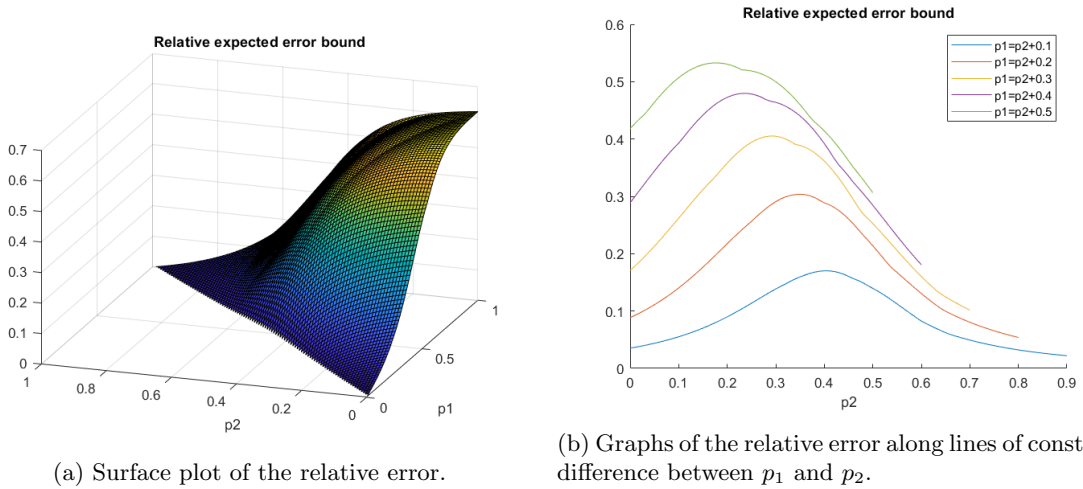 Relative expected error bound
0.7
0.6
0.5
0.4
0.3
0.2
0.1
0
1
0.8
0.6
0.4
0.2
0
p2
0
0.5
1
p1
(a) Surface plot of the relative error.
Relative expected error bound
0.6
0.5
0.4
0.3
0.2
0.1
0
0 0.1 0.2 0.3 0.4 0.5 0.6 0.7 0.8 0.9
p2
p1=p2+0.1
p1=p2+0.2
p1=p2+0.3
p1=p2+0.4
p1=p2+0.5
(b) Graphs of the relative error along lines of const
difference between p₁ and p₂.